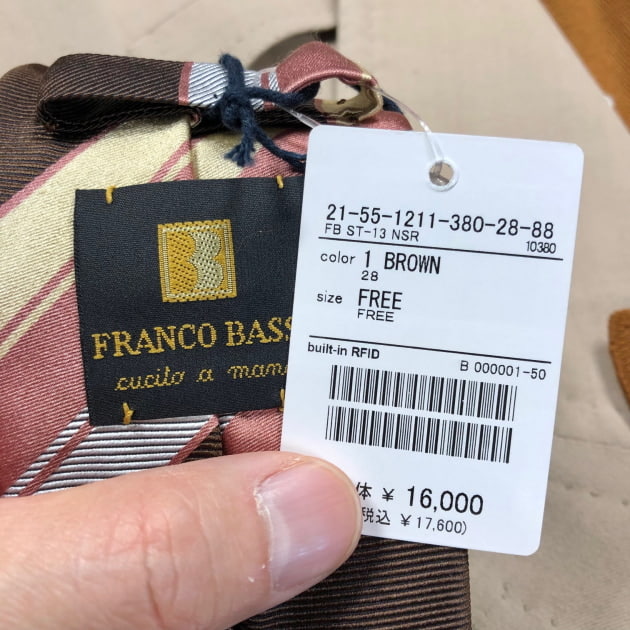 FRANCO BASS
cucito a man
21-55-1211-380-28-88
FB ST-13 NSR
10380
color 1 BROWN
28
size FREE
FREE
built-in RFID
B 000001-50
体 ¥ 16,000
税込 ¥17,600)